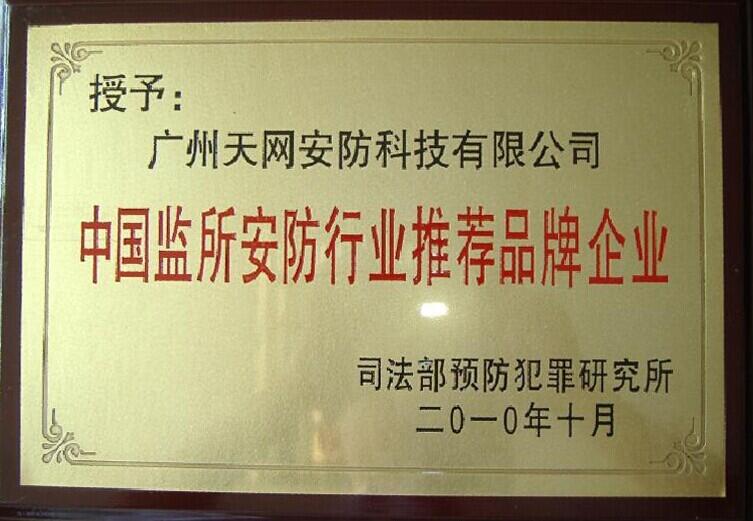 授予：
广州天网安防科技有限公司
中国监所安防行业推荐品牌企业
司法部预防犯罪研究所
二0一0年十月